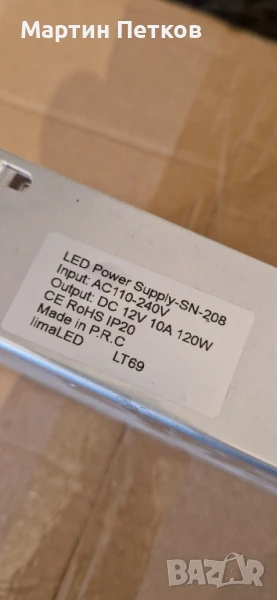 Мартин Петков
LED Power Supply-SN-208
Input: AC110-240V
Output: DC 12V 10A 120W
CE RoHS IP20
Made in P.R.C
limaLED
LT69
BAZAR